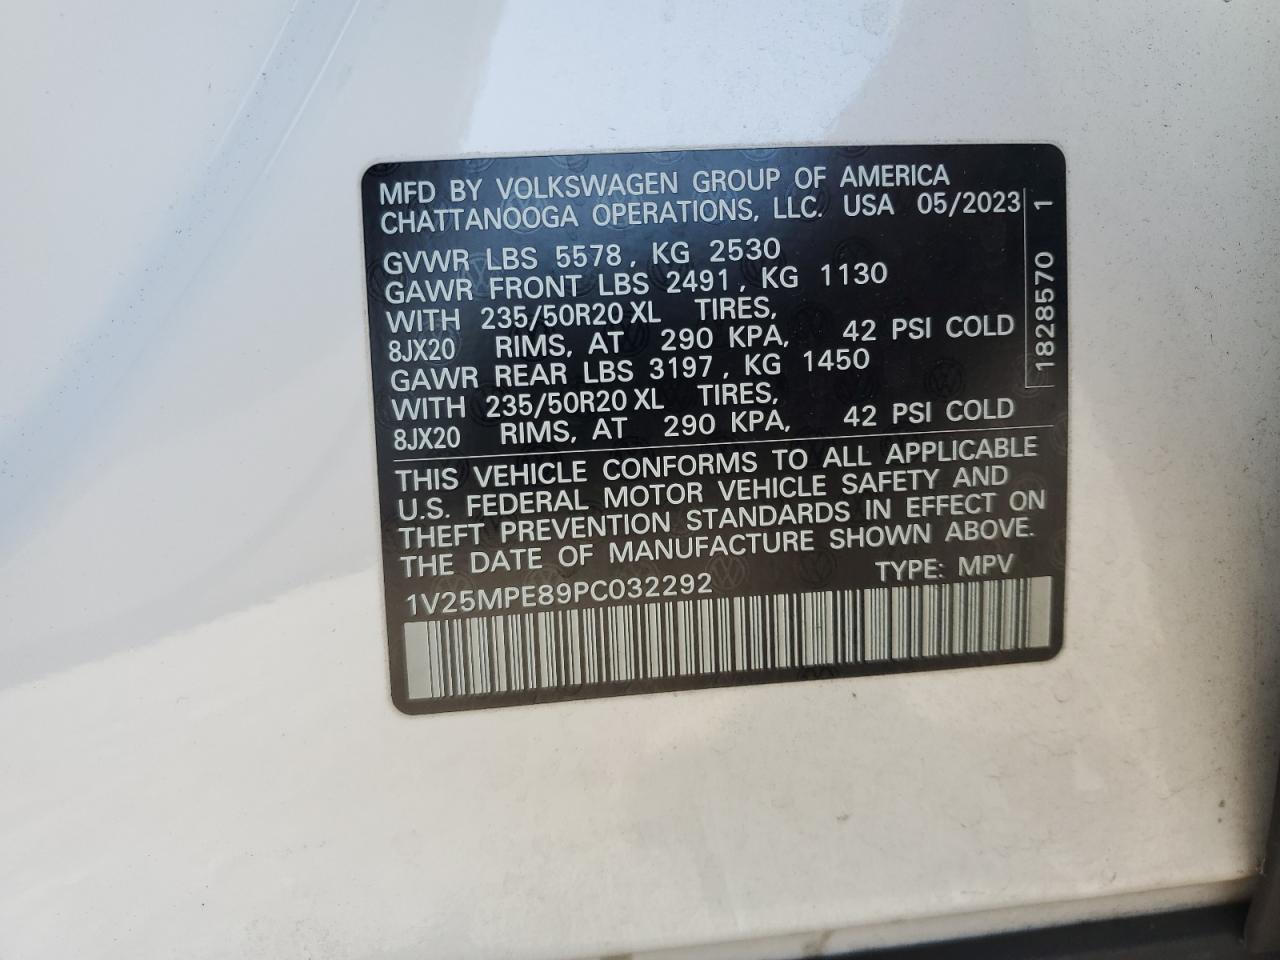 MFD BY VOLKSWAGEN GROUP OF AMERICA
CHATTANOOGA OPERATIONS, LLC. USA 05/2023
GVWR LBS 5578, KG 2530
GAWR FRONT LBS 2491, KG 1130
WITH 235/50R20 XL TIRES,
8JX20 RIMS, AT 290 KPA, 42 PSI COLD
GAWR REAR LBS 3197, KG 1450
WITH 235/50R20 XL TIRES,
8JX20 RIMS, AT 290 KPA, 42 PSI COLD
1828570 1
THIS VEHICLE CONFORMS TO ALL APPLICABLE
U.S. FEDERAL MOTOR VEHICLE SAFETY AND
THEFT PREVENTION STANDARDS IN EFFECT ON
THE DATE OF MANUFACTURE SHOWN ABOVE.
1V25MPE89PC032292 TYPE: MPV